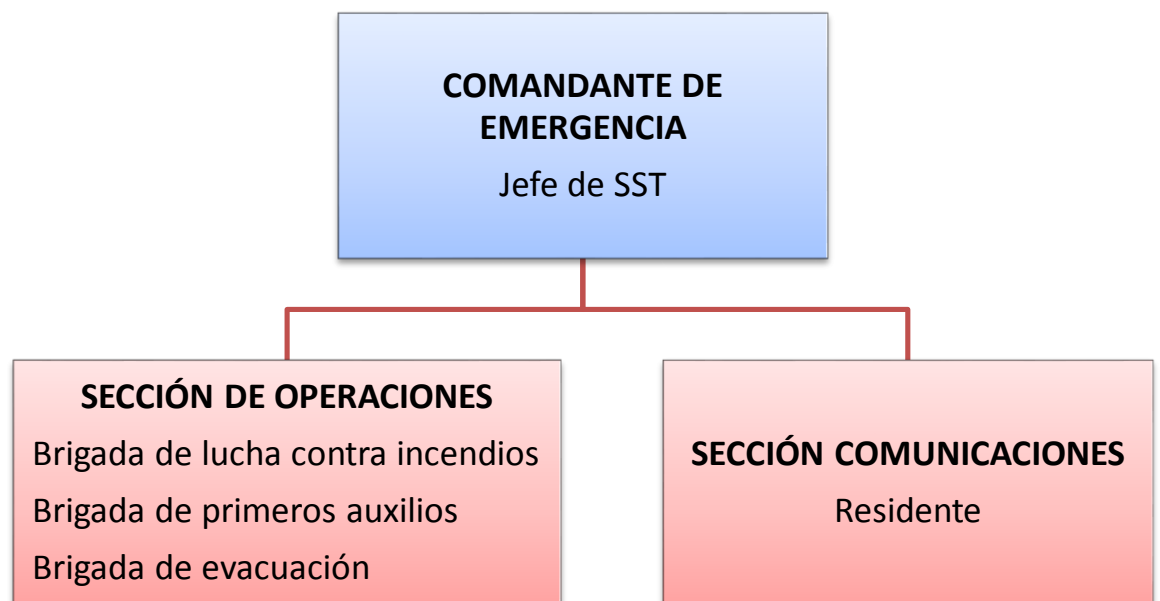 COMANDANTE DE
EMERGENCIA
Jefe de SST
SECCIÓN DE OPERACIONES
Brigada de lucha contra incendios
Brigada de primeros auxilios
Brigada de evacuación
SECCIÓN COMUNICACIONES
Residente